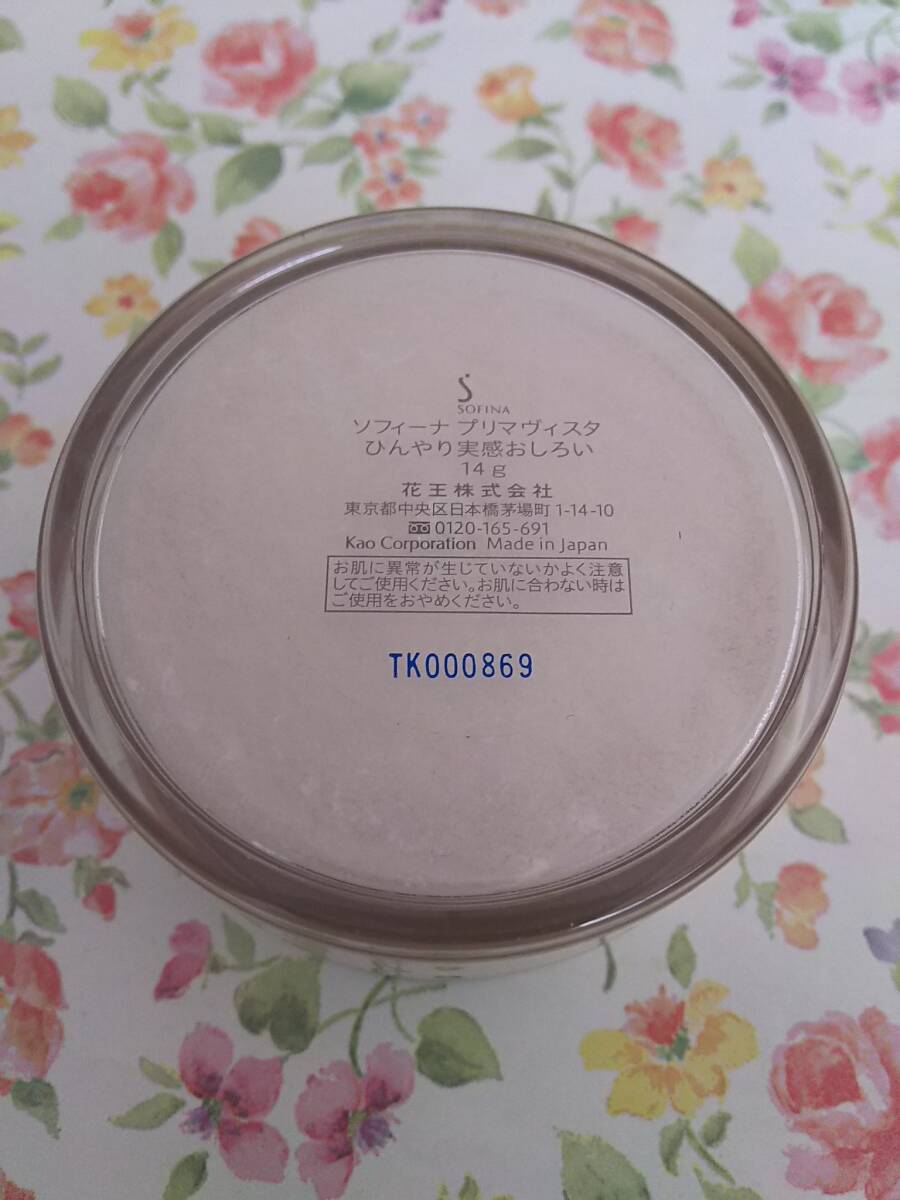 SOFINA
ソフィーナ プリマヴィスタ
ひんやり実感おしろい
14 g
花王株式会社
東京都中央区日本橋茅場町 1-14-10
0120-165-691
Kao Corporation Made in Japan
お肌に異常が生じていないかよく注意
してご使用ください。お肌に合わない時は
ご使用をおやめください。
TK000869